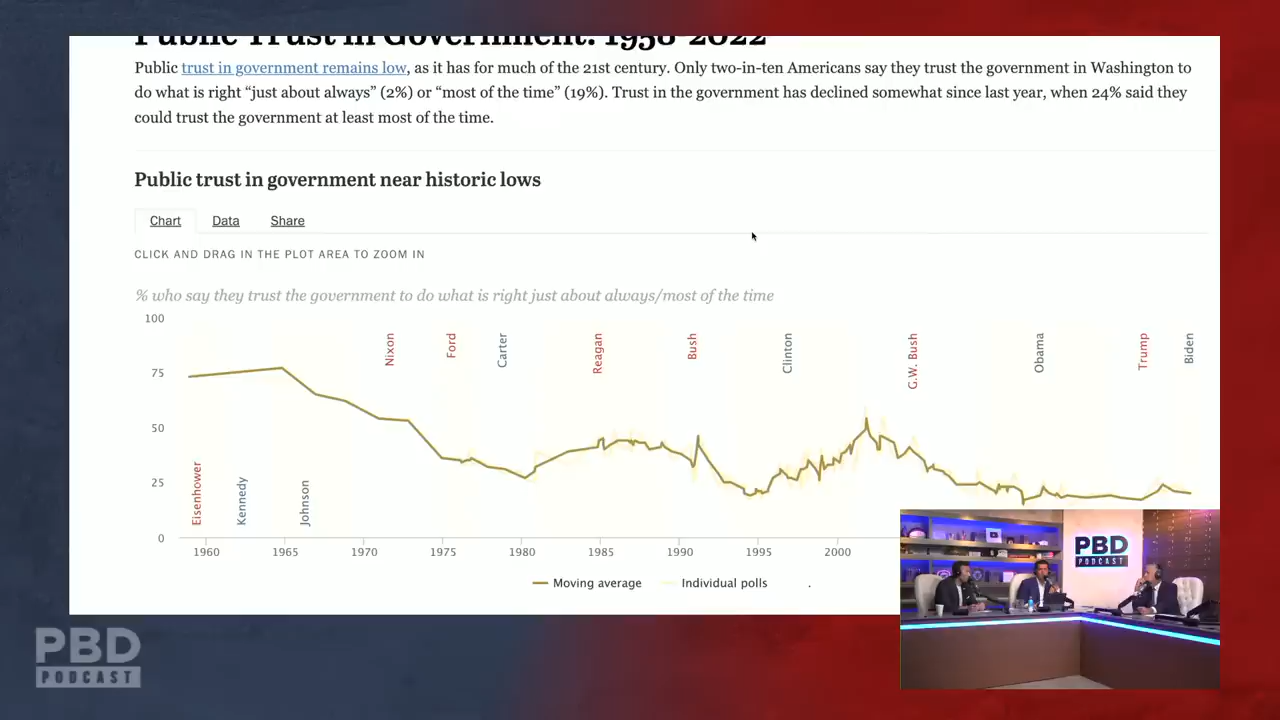 Public Trust in Government: 1958-2022
Public trust in government remains low, as it has for much of the 21st century. Only two-in-ten Americans say they trust the government in Washington to
do what is right “just about always” (2%) or “most of the time” (19%). Trust in the government has declined somewhat since last year, when 24% said they
could trust the government at least most of the time.
Public trust in government near historic lows
Chart Data Share
CLICK AND DRAG IN THE PLOT AREA TO ZOOM IN
% who say they trust the government to do what is right just about always/most of the time
100
75
50
25
0
Nixon
Ford
Carter
Reagan
Bush
Clinton
G.W. Bush
Obama
Trump
Biden
Eisenhower
Kennedy
Johnson
1960 1965 1970 1975 1980 1985 1990 1995 2000
Moving average Individual polls .
PBD
PODCAST
PBD
PODCAST